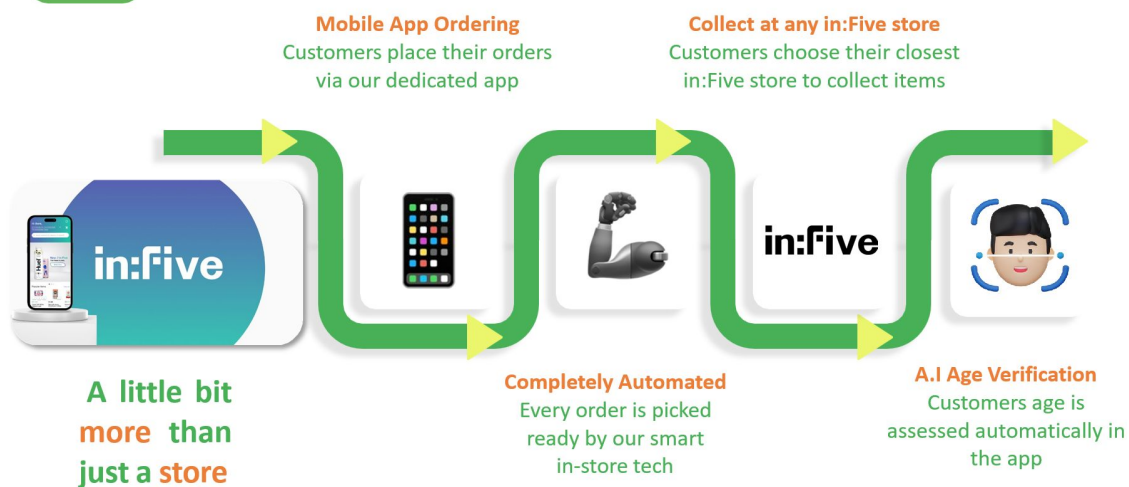 Mobile App Ordering
Customers place their orders
via our dedicated app
Collect at any in:Five store
Customers choose their closest
in:Five store to collect items
in:Five
in:Five
A little bit
more than
just a store
Completely Automated
Every order is picked
ready by our smart
in-store tech
A.I Age Verification
Customers age is
assessed automatically in
the app